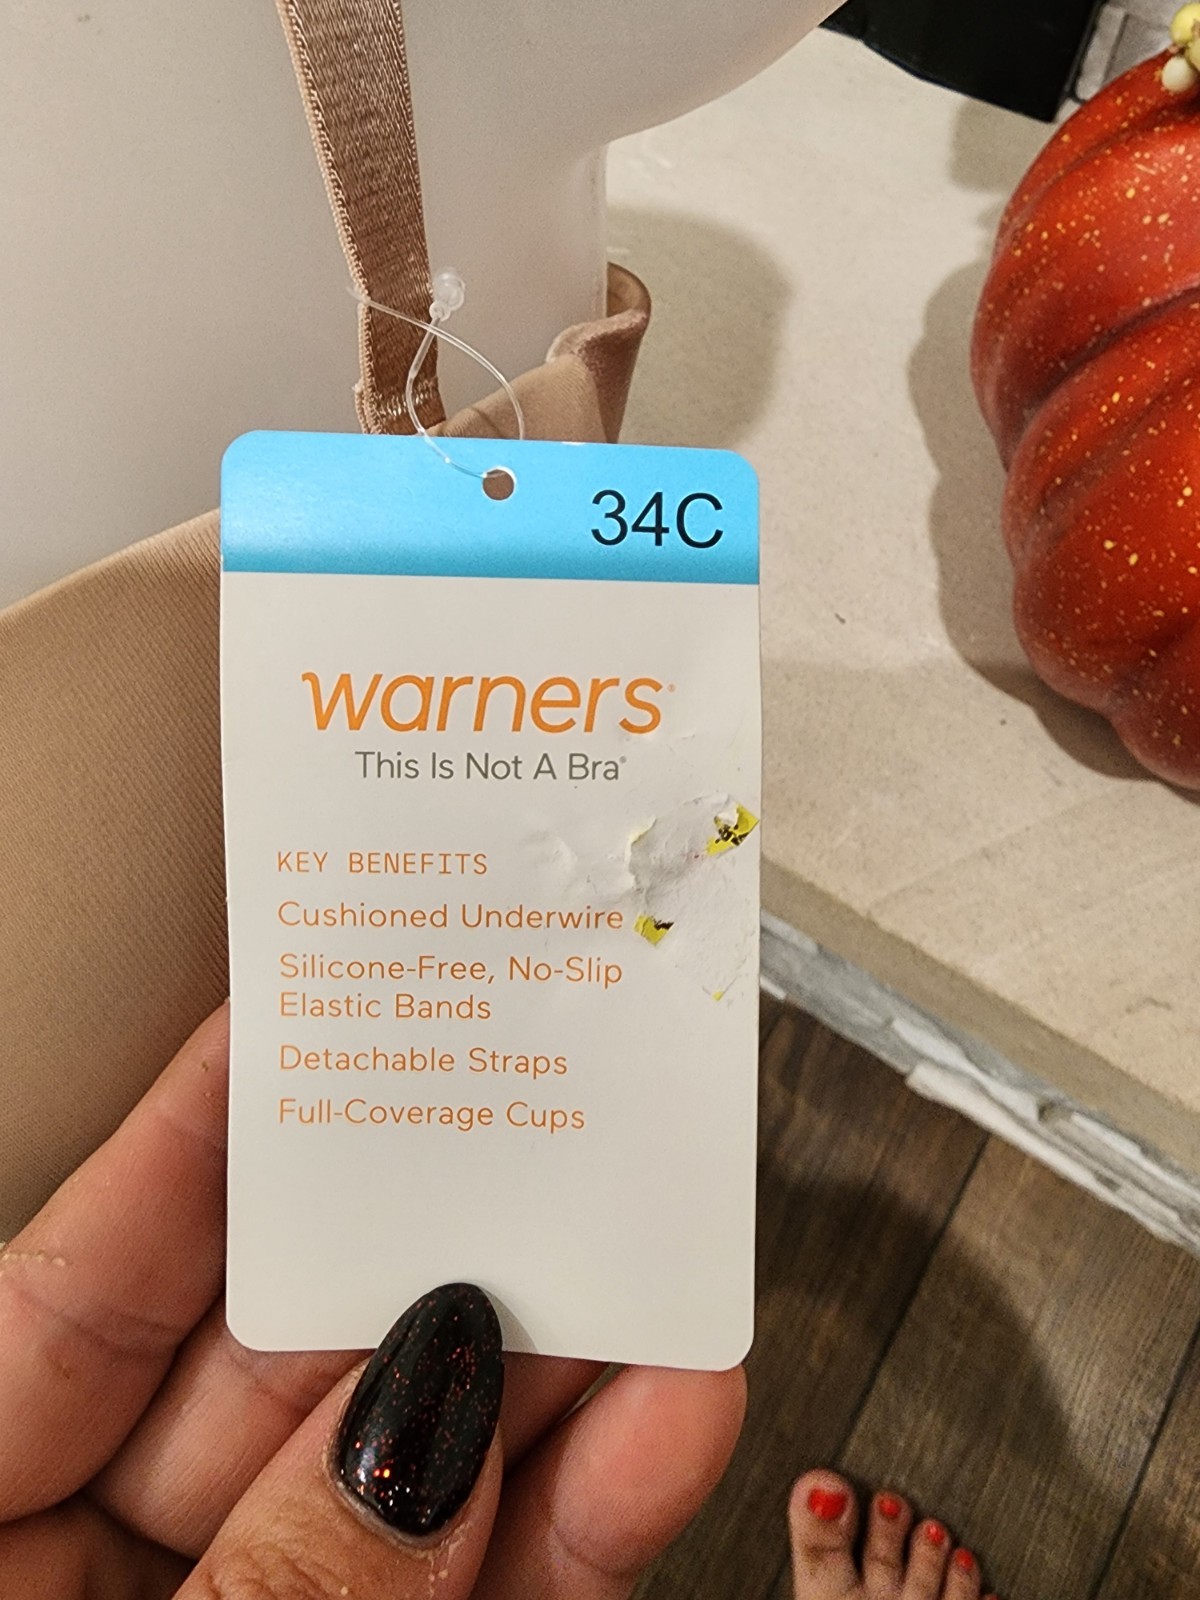 34C
warners®
This Is Not A Bra®
KEY BENEFITS
Cushioned Underwire
Silicone-Free, No-Slip
Elastic Bands
Detachable Straps
Full-Coverage Cups